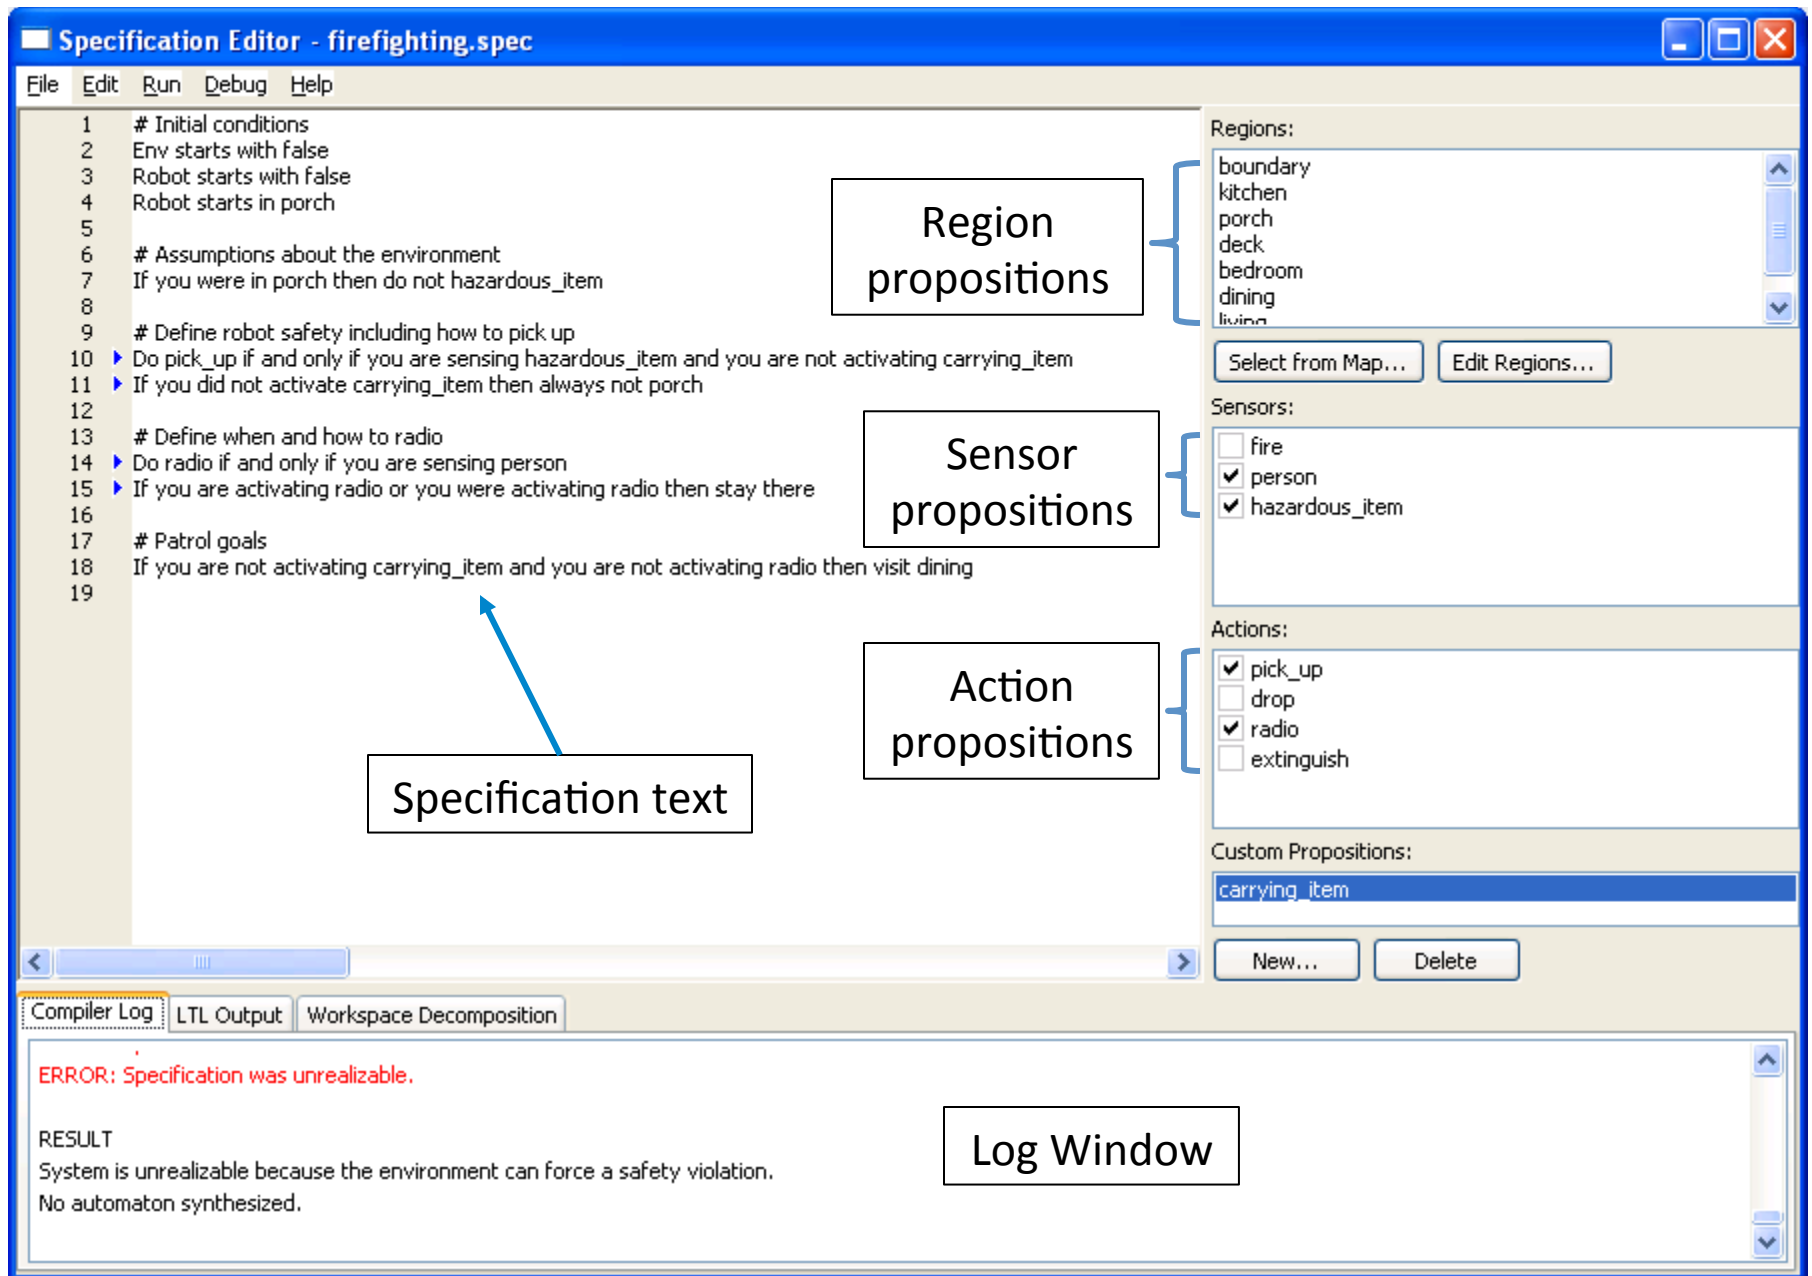 Specification Editor - firefighting.spec
File Edit Run Debug Help
1 # Initial conditions
2 Env starts with false
3 Robot starts with false
4 Robot starts in porch
5
6 # Assumptions about the environment
7 If you were in porch then do not hazardous_item
8
9 # Define robot safety including how to pick up
10 Do pick_up if and only if you are sensing hazardous_item and you are not activating carrying_item
11 If you did not activate carrying_item then always not porch
12
13 # Define when and how to radio
14 Do radio if and only if you are sensing person
15 If you are activating radio or you were activating radio then stay there
16
17 # Patrol goals
18 If you are not activating carrying_item and you are not activating radio then visit dining
19
Specification text
Region
propositions
Sensor
propositions
Action
propositions
Regions:
boundary
kitchen
porch
deck
bedroom
dining
living
Select from Map... Edit Regions...
Sensors:
fire
person
hazardous_item
Actions:
pick_up
drop
radio
extinguish
Custom Propositions:
carrying_item
New... Delete
Compiler Log LTL Output Workspace Decomposition
ERROR: Specification was unrealizable.
RESULT
System is unrealizable because the environment can force a safety violation.
No automaton synthesized.
Log Window